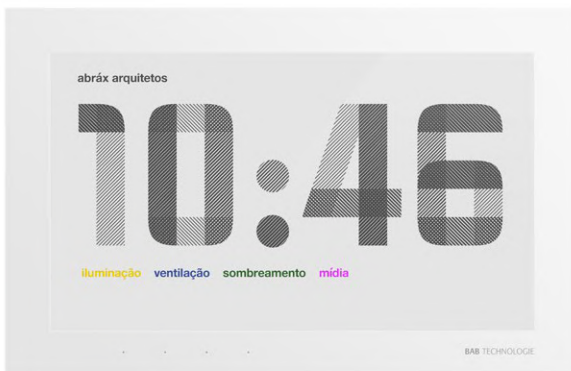 abráx arquitetos
10:46
iluminação ventilação sombreamento mídia
BAB TECHNOLOGIE